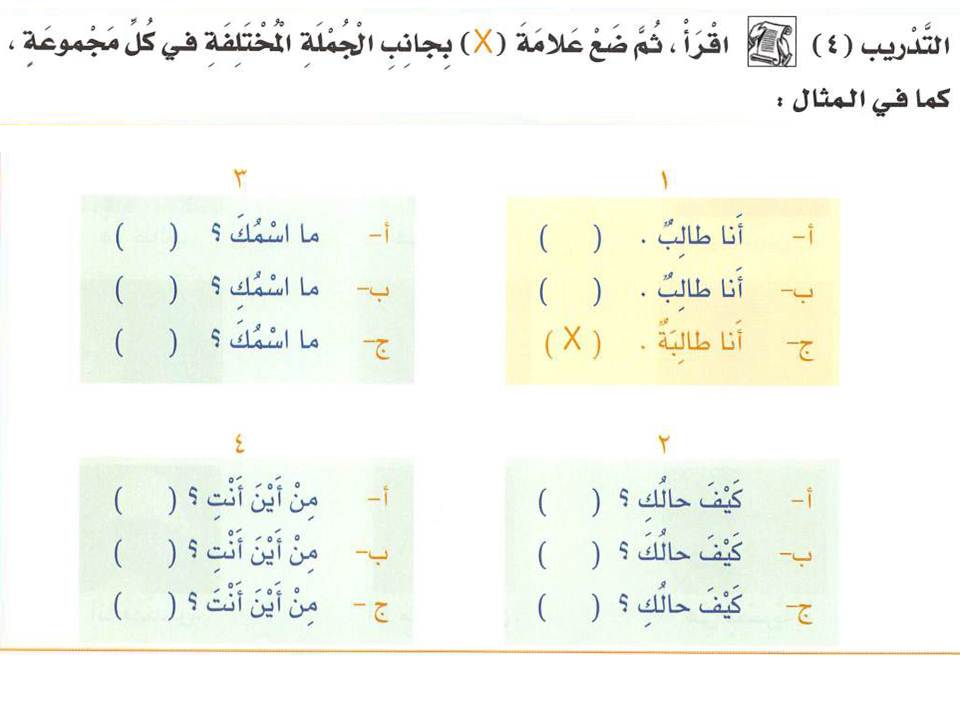 التَّدْرِيب (٤) اقْرَأْ ، ثُمَّ ضَعْ عَلامَةَ (X) بِجانِبِ الْجُمْلَةِ الْمُخْتَلِفَةِ في كُلِّ مَجْموعَةٍ ،
كما في المثال :
١
أ- أَنا طالِبٌ . ( )
ب- أَنا طالِبٌ . ( )
ج- أَنا طالِبَةٌ . (X)
٢
أ- كَيْفَ حالُكِ ؟ ( )
ب- كَيْفَ حالُكَ ؟ ( )
ج- كَيْفَ حالُكِ ؟ ( )
٣
أ- ما اسْمُكَ ؟ ( )
ب- ما اسْمُكِ ؟ ( )
ج- ما اسْمُكَ ؟ ( )
٤
أ- مِنْ أَيْنَ أَنْتِ ؟ ( )
ب- مِنْ أَيْنَ أَنْتِ ؟ ( )
ج- مِنْ أَيْنَ أَنْتَ ؟ ( )